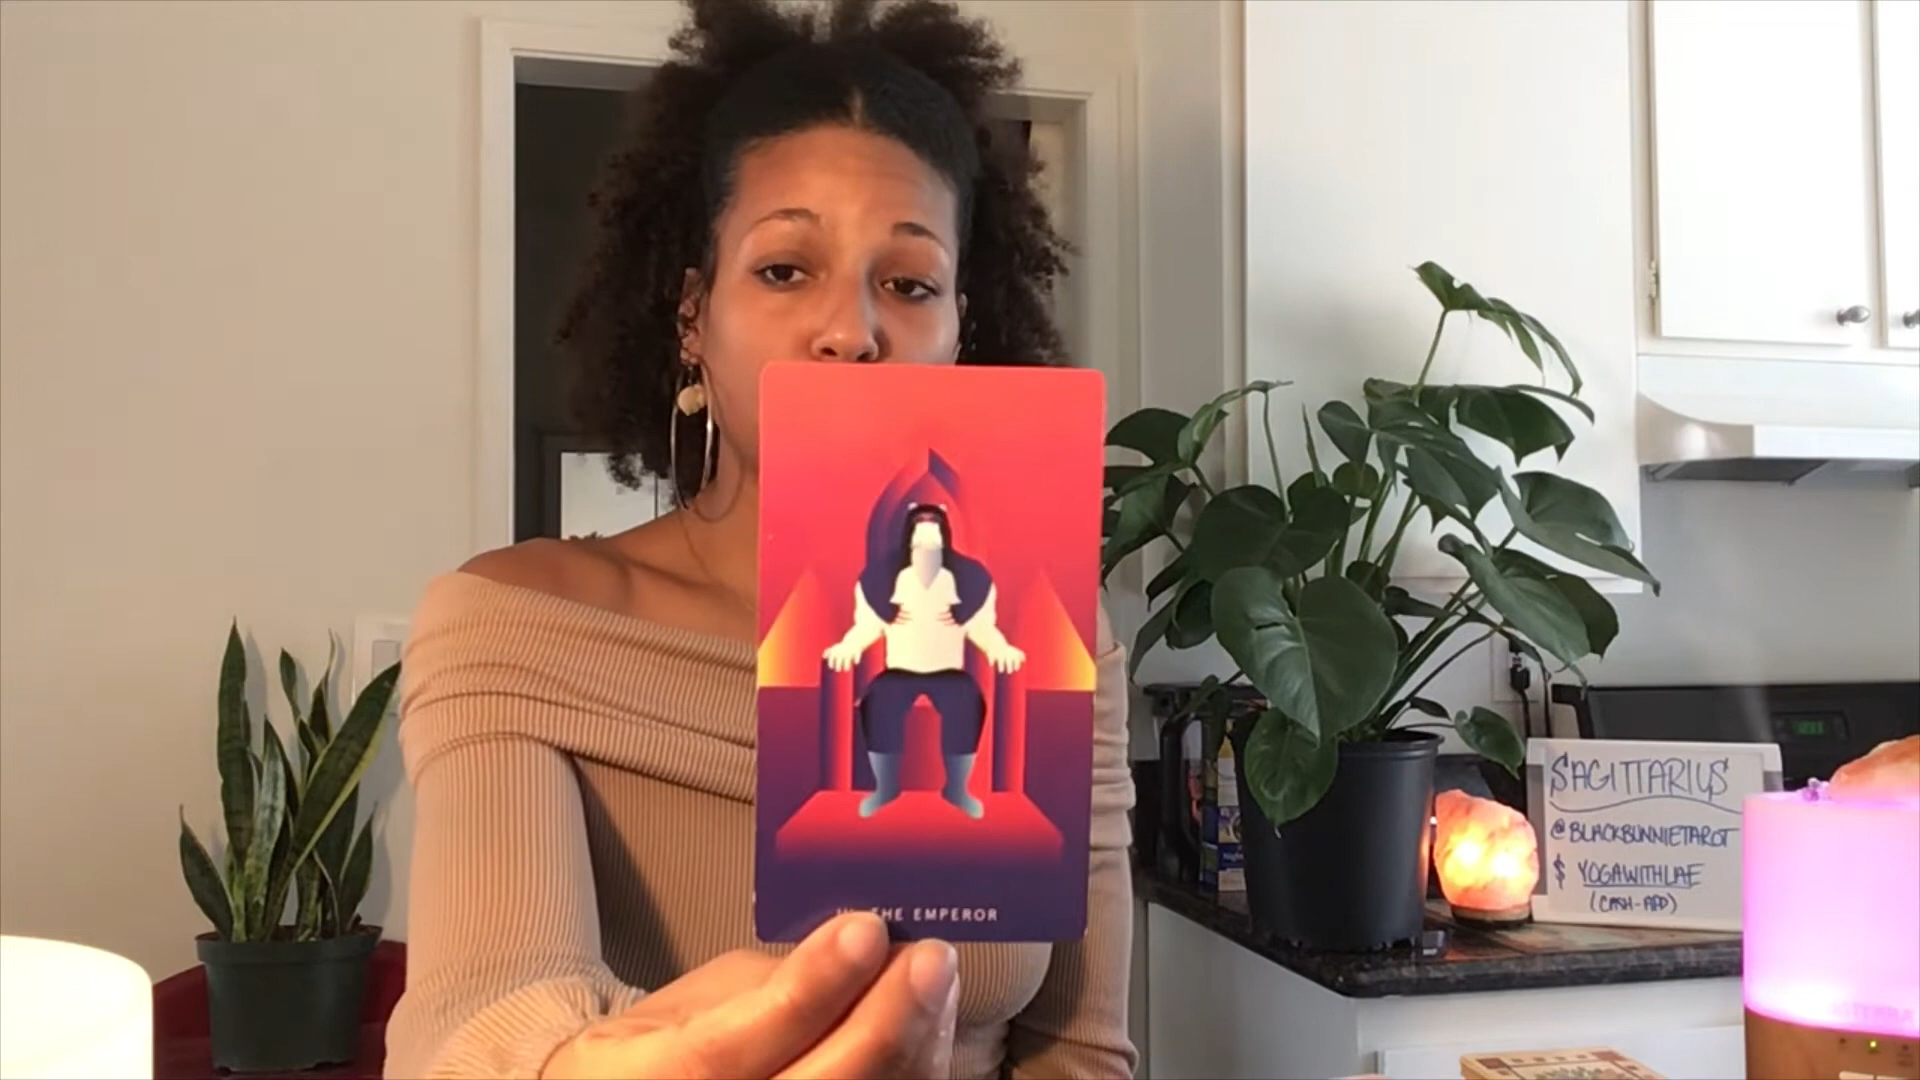 THE EMPEROR
SAGITTARIUS
@BLACKBUNNIETAROT
$ YOGAWITHLAE
(CASH-APP)